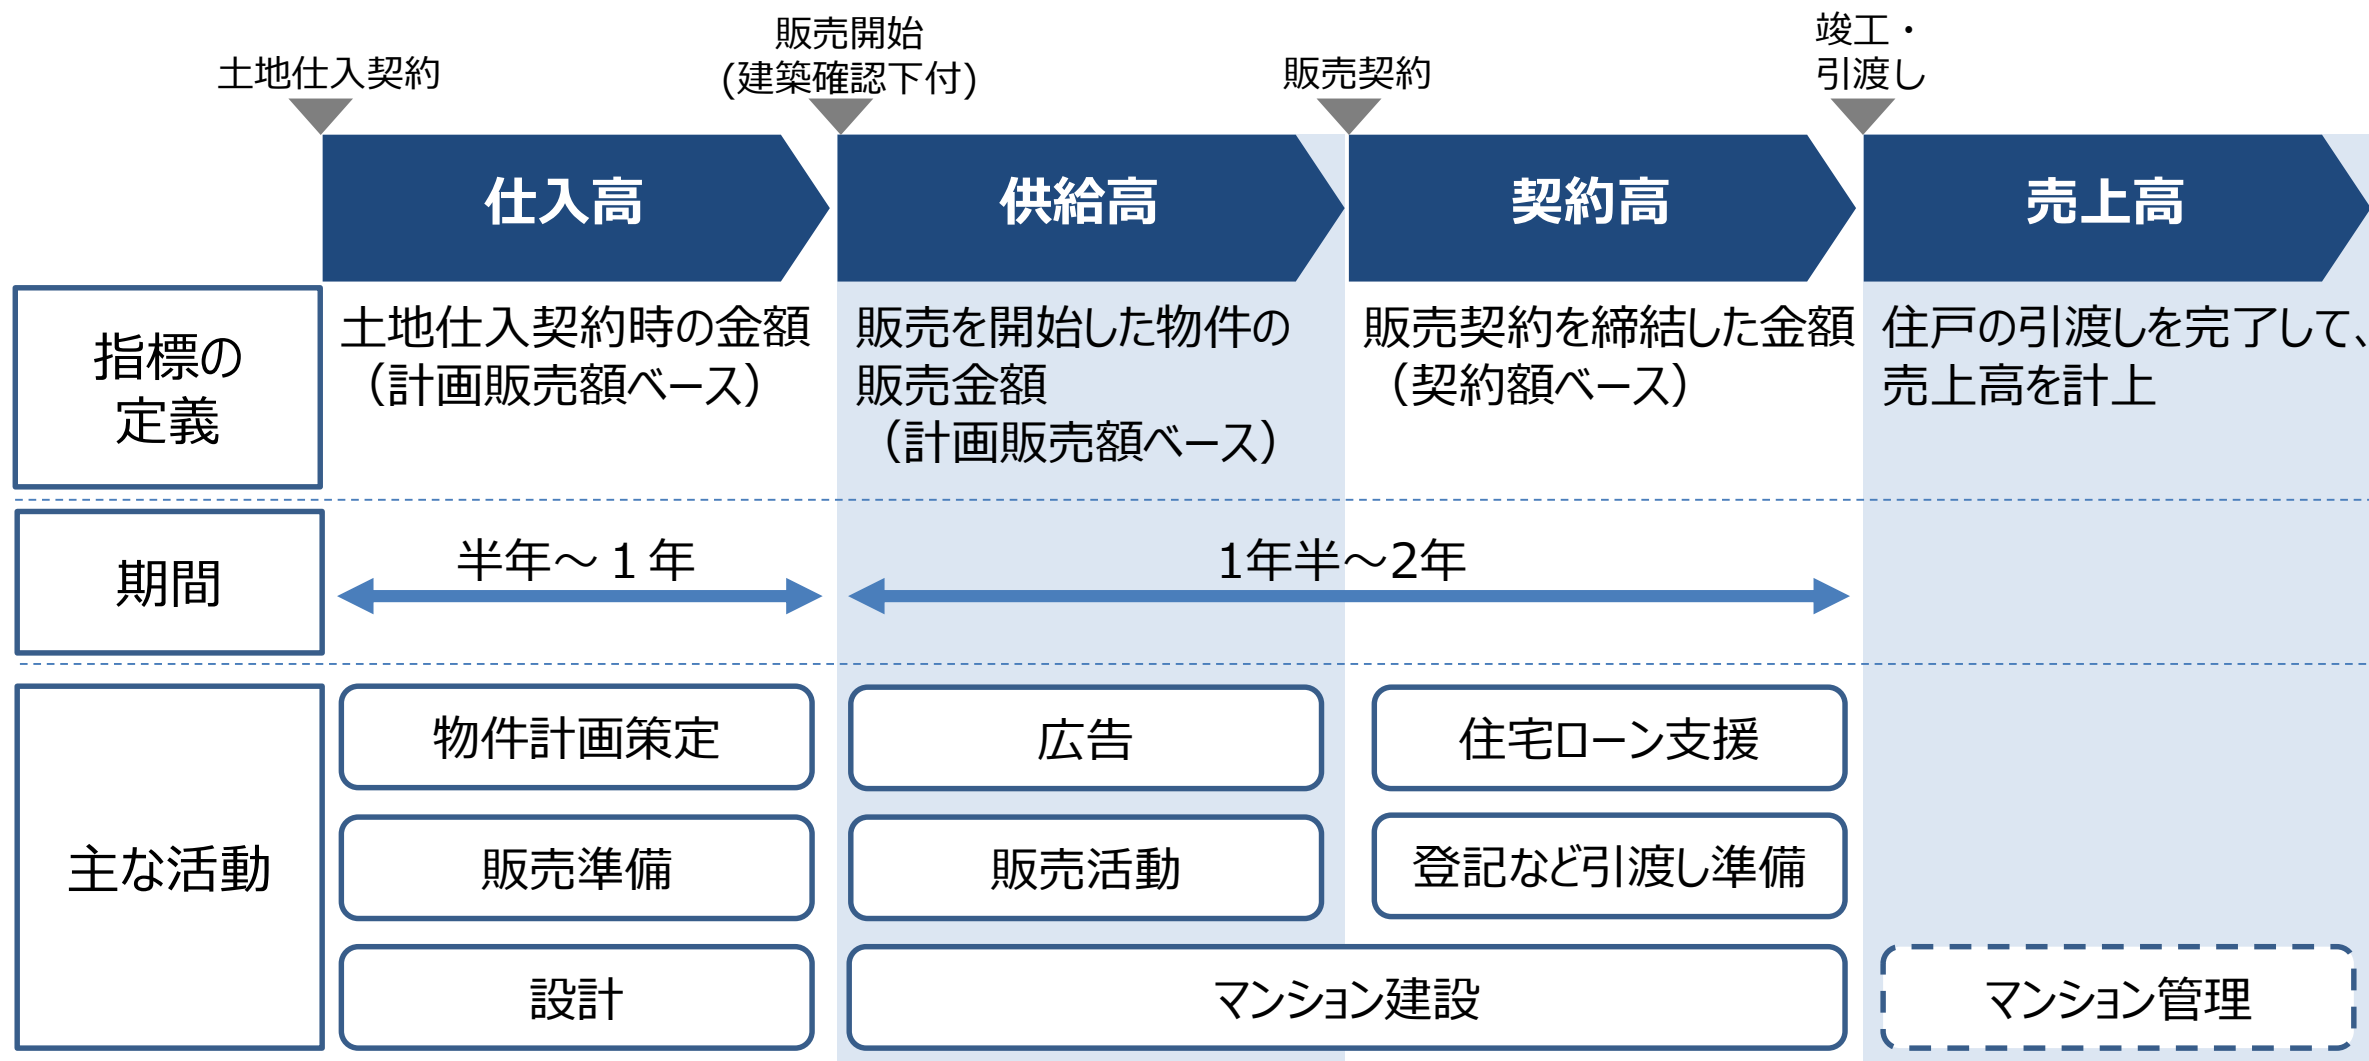 土地仕入契約
販売開始
(建築確認下付)
販売契約
竣工・
引渡し
仕入高
供給高
契約高
売上高
指標の
定義
土地仕入契約時の金額
（計画販売額ベース）
販売を開始した物件の
販売金額
（計画販売額ベース）
販売契約を締結した金額
（契約額ベース）
住戸の引渡しを完了して、
売上高を計上
期間
半年～１年
1年半～2年
主な活動
物件計画策定
広告
住宅ローン支援
販売準備
販売活動
登記など引渡し準備
設計
マンション建設
マンション管理